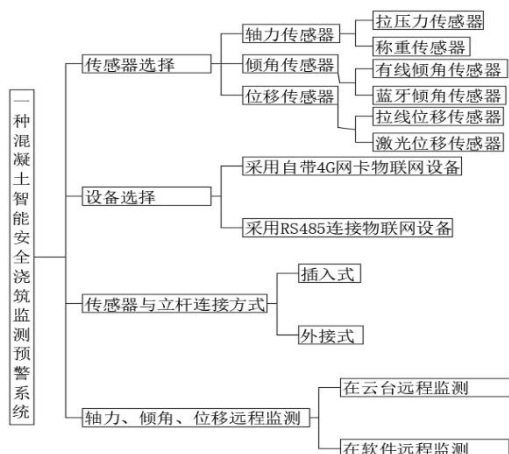 一种混凝土智能安全浇筑监测预警系统
传感器选择
轴力传感器
拉压力传感器
称重传感器
倾角传感器
有线倾角传感器
蓝牙倾角传感器
位移传感器
拉线位移传感器
激光位移传感器
设备选择
采用自带4G网卡物联网设备
采用RS485连接物联网设备
传感器与立杆连接方式
插入式
外接式
轴力、倾角、位移远程监测
在云台远程监测
在软件远程监测